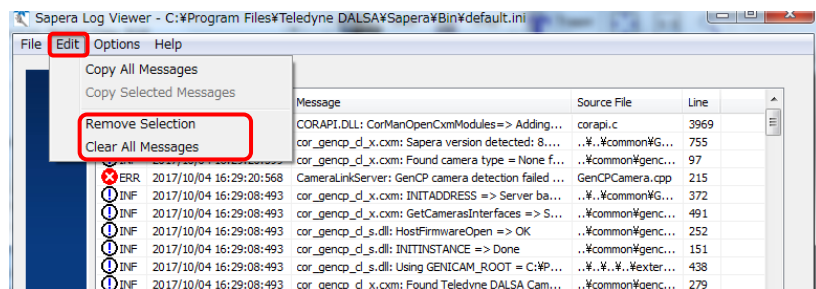 Sapera Log Viewer - C:¥Program Files¥Teledyne DALSA¥Sapera¥Bin¥default.ini
File Edit Options Help
Copy All Messages
Copy Selected Messages
Remove Selection
Clear All Messages
Message Source File Line
CORAPI.DLL: CorManOpenCxmModules=> Adding... corapi.c 3969
cor_gencp_cl_x.cxm: Sapera version detected: 8.... ..¥..¥common¥G... 755
cor_gencp_cl_x.cxm: Found camera type = None f... ..¥common¥genc... 97
ERR 2017/10/04 16:29:20:568 CameraLinkServer: GenCP camera detection failed ... GenCPCamera.cpp 215
INF 2017/10/04 16:29:08:493 cor_gencp_cl_x.cxm: INITADDRESS => Server ba... ..¥..¥common¥G... 372
INF 2017/10/04 16:29:08:493 cor_gencp_cl_x.cxm: GetCamerasInterfaces => S... ..¥common¥genc... 491
INF 2017/10/04 16:29:08:493 cor_gencp_cl_s.dll: HostFirmwareOpen => OK ..¥common¥genc... 252
INF 2017/10/04 16:29:08:493 cor_gencp_cl_s.dll: INITINSTANCE => Done ..¥common¥genc... 151
INF 2017/10/04 16:29:08:493 cor_gencp_cl_s.dll: Using GENICAM_ROOT = C:¥P... ..¥..¥..¥..¥exter... 438
INF 2017/10/04 16:29:08:493 cor_gencp_cl_x.cxm: Found Teledyne DALSA Cam... ..¥common¥genc... 279